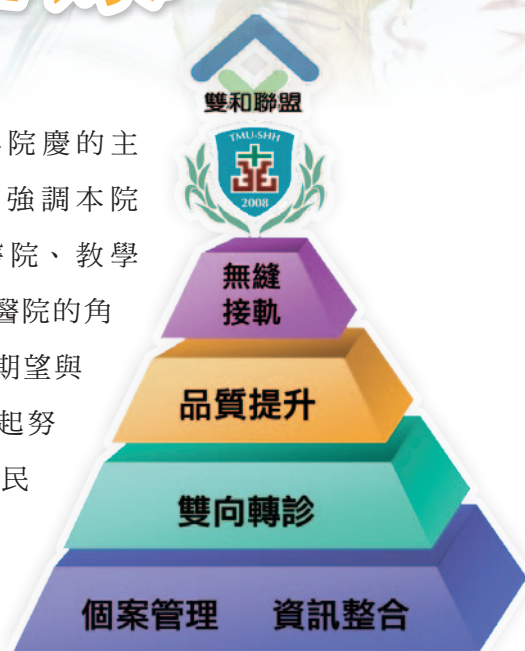 雙和聯盟
TMU-SHH
2008
院慶的主
強調本院
醫院、教學
醫院的角
期望與
起努
民
無縫
接軌
品質提升
雙向轉診
個案管理 資訊整合